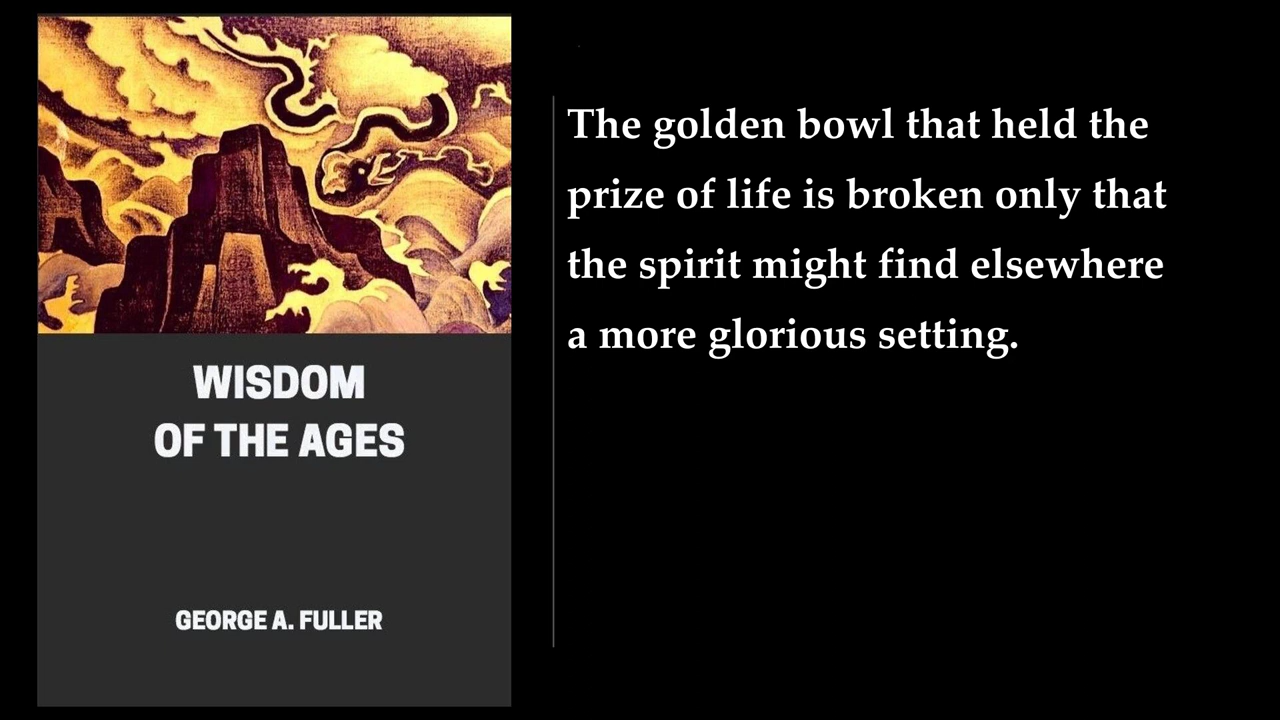 WISDOM
OF THE AGES
GEORGE A. FULLER
The golden bowl that held the
prize of life is broken only that
the spirit might find elsewhere
a more glorious setting.